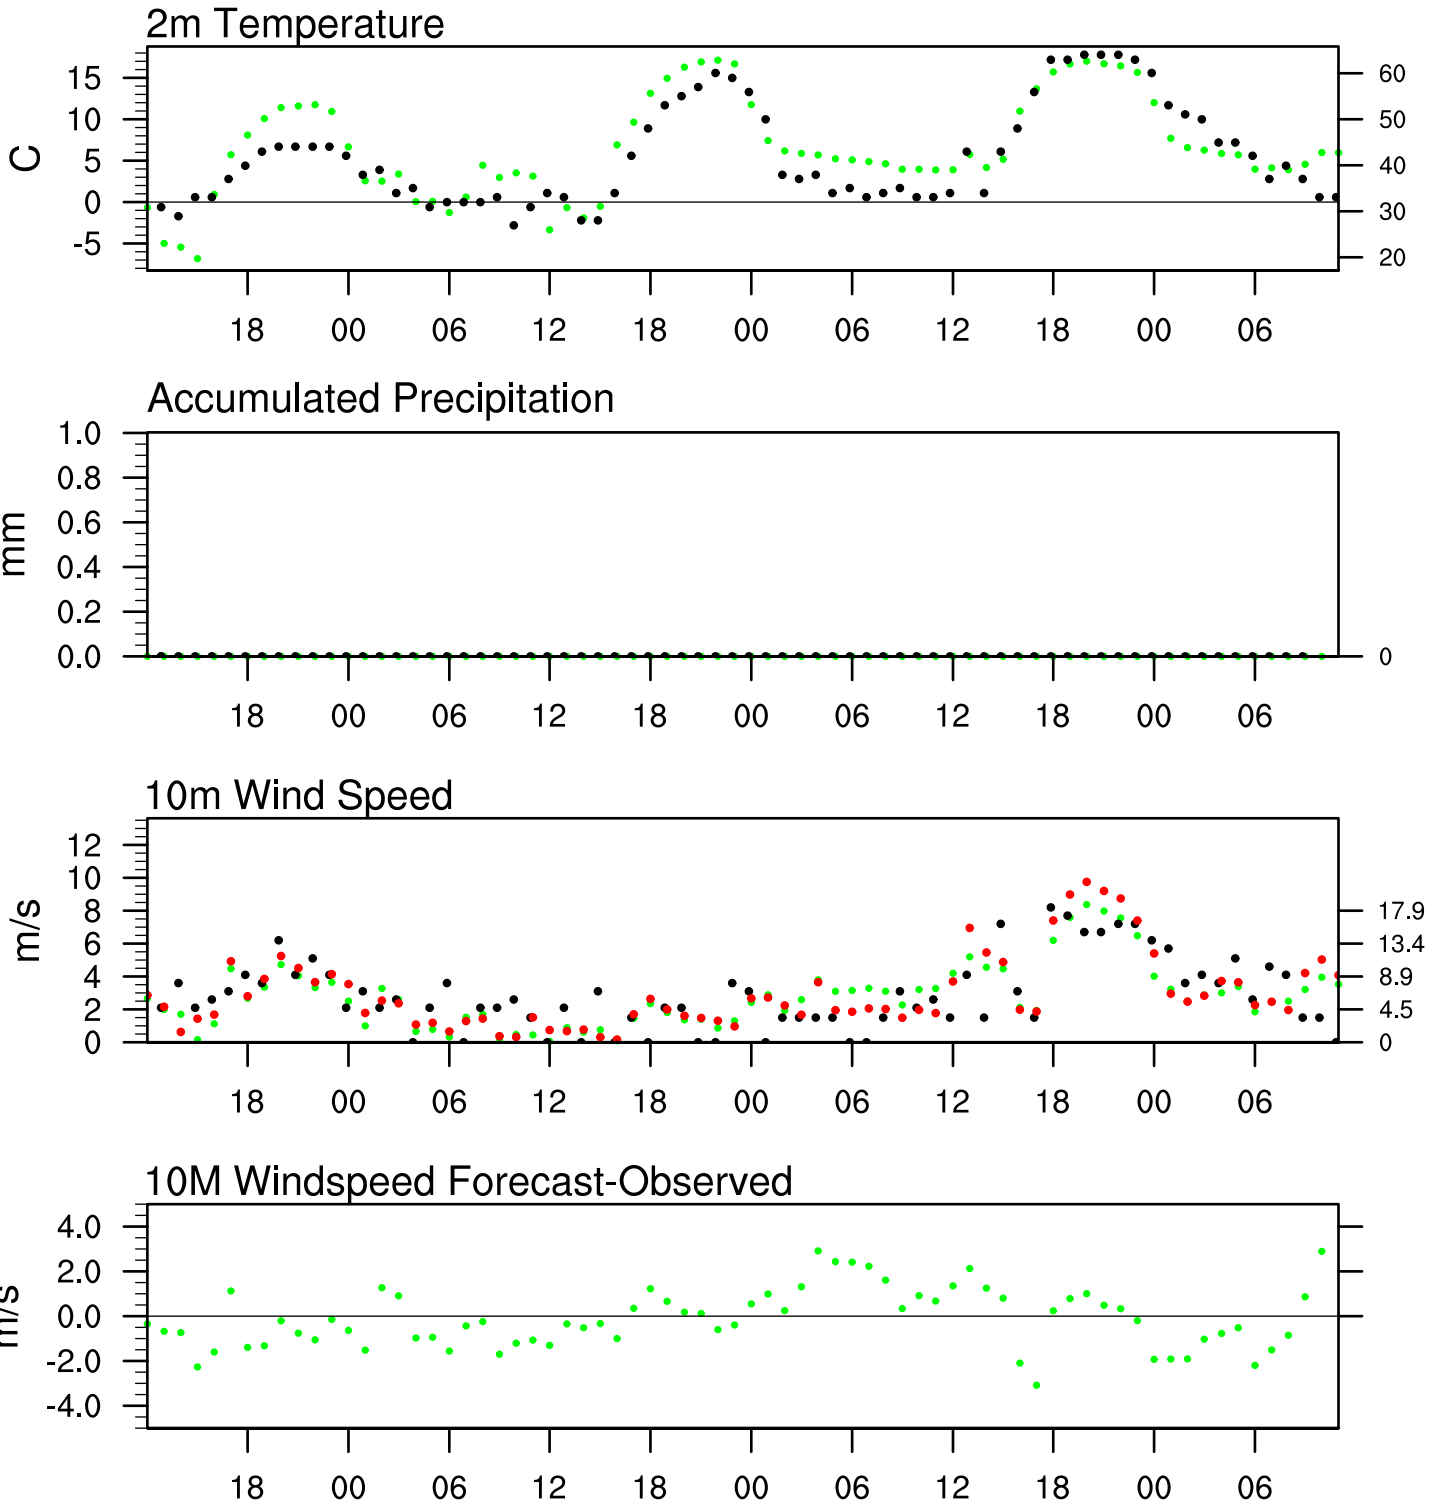 2m Temperature
15 60
10 50
C
5 40
0 30
-5 20
18 00 06 12 18 00 06 12 18 00 06
Accumulated Precipitation
1.0
0.8
0.6
mm
0.4
0.2
0.0 0
18 00 06 12 18 00 06 12 18 00 06
10m Wind Speed
12
10
8 17.9
m/s
6 13.4
4 8.9
2 4.5
0 0
18 00 06 12 18 00 06 12 18 00 06
10M Windspeed Forecast-Observed
4.0
2.0
0.0
m/s
-2.0
-4.0
18 00 06 12 18 00 06 12 18 00 06